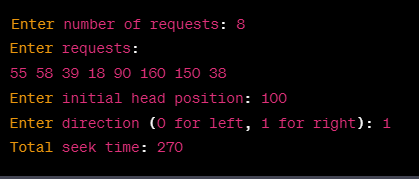 Enter number of requests: 8
Enter requests:
55 58 39 18 90 160 150 38
Enter initial head position: 100
Enter direction (0 for left, 1 for right): 1
Total seek time: 270